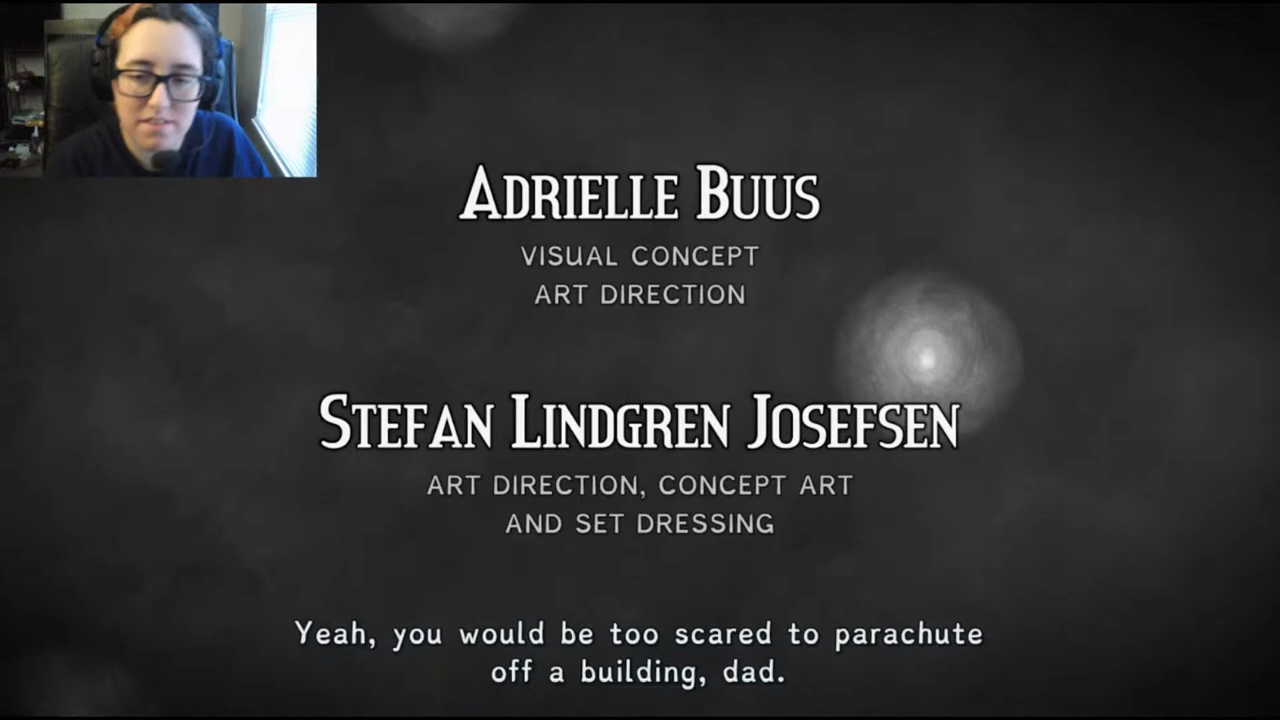 Adrielle Buus
VISUAL CONCEPT
ART DIRECTION
Stefan Lindgren Josefsen
ART DIRECTION, CONCEPT ART
AND SET DRESSING
Yeah, you would be too scared to parachute
off a building, dad.